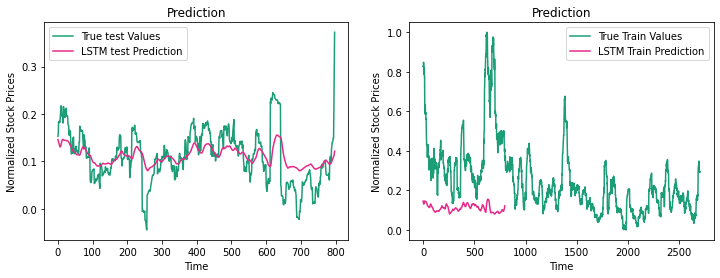 Prediction
True test Values
LSTM test Prediction
Normalized Stock Prices
0.3
0.2
0.1
0.0
0 100 200 300 400 500 600 700 800
Time
Prediction
True Train Values
LSTM Train Prediction
Normalized Stock Prices
1.0
0.8
0.6
0.4
0.2
0.0
0 500 1000 1500 2000 2500
Time